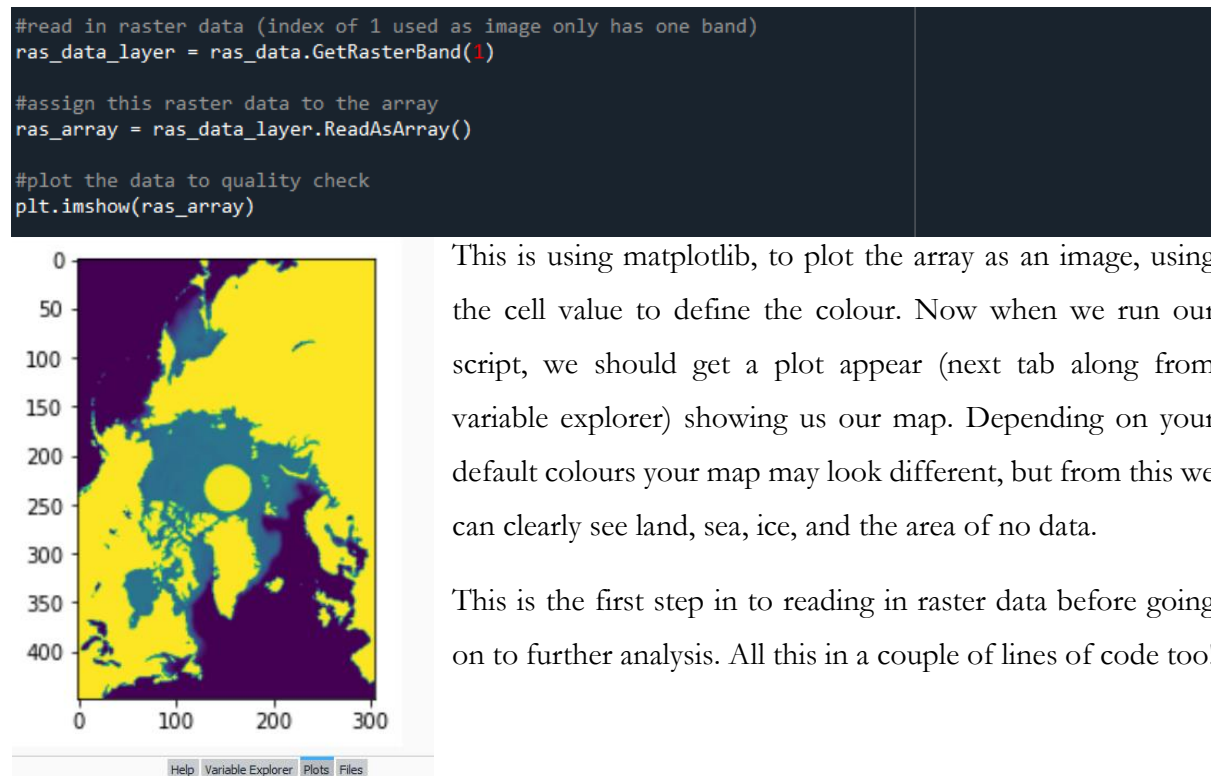 #read in raster data (index of 1 used as image only has one band)
ras_data_layer = ras_data.GetRasterBand(1)
#assign this raster data to the array
ras_array = ras_data_layer.ReadAsArray()
#plot the data to quality check
plt.imshow(ras_array)
0
50
100
150
200
250
300
350
400
0 100 200 300
Help Variable Explorer Plots Files
This is using matplotlib, to plot the array as an image, using
the cell value to define the colour. Now when we run our
script, we should get a plot appear (next tab along from
variable explorer) showing us our map. Depending on your
default colours your map may look different, but from this we
can clearly see land, sea, ice, and the area of no data.
This is the first step in to reading in raster data before going
on to further analysis. All this in a couple of lines of code too!